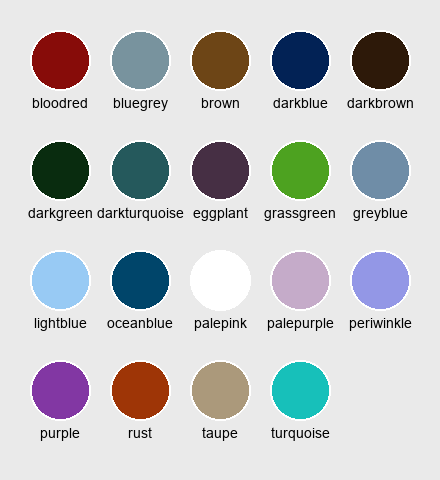 bloodred bluegrey brown darkblue darkbrown
darkgreen darkturquoise eggplant grassgreen greyblue
lightblue oceanblue palepink palepurple periwinkle
purple rust taupe turquoise